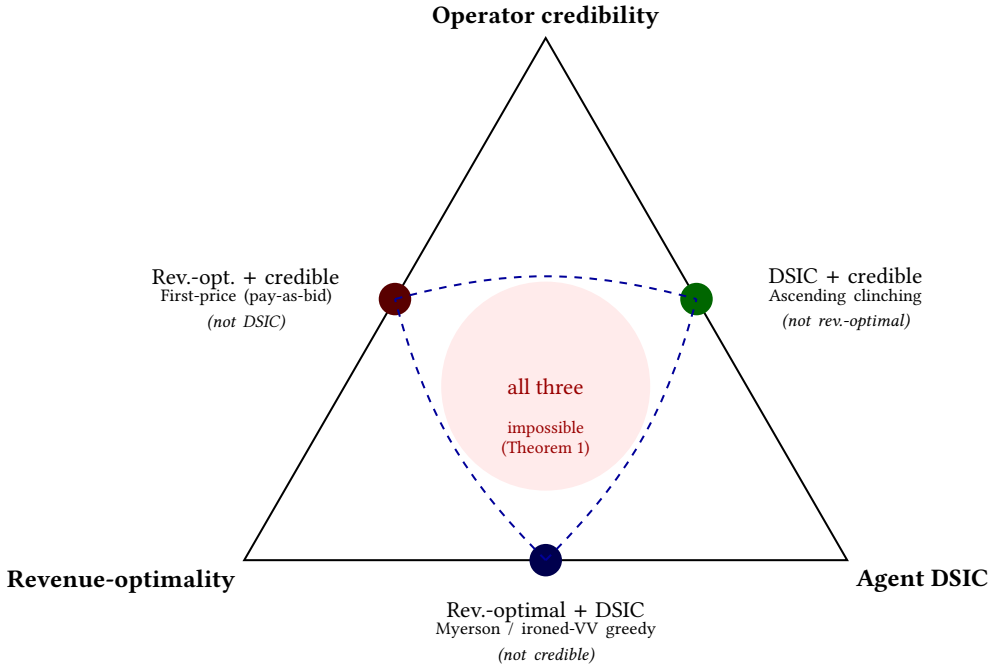 Operator credibility
Rev.-opt. + credible
First-price (pay-as-bid)
(not DSIC)
DSIC + credible
Ascending clinching
(not rev.-optimal)
all three
impossible
(Theorem 1)
Revenue-optimality
Agent DSIC
Rev.-optimal + DSIC
Myerson / ironed-VV greedy
(not credible)